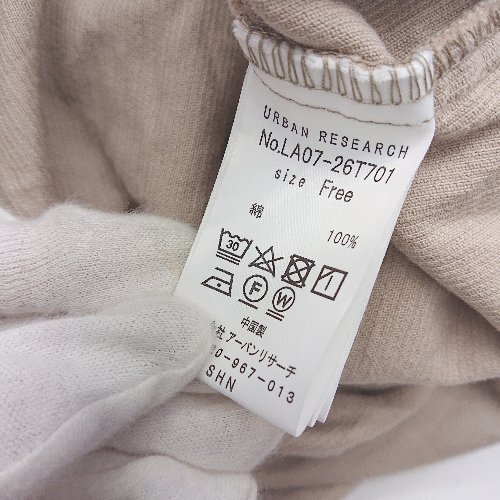 URBAN RESEARCH
No.LA07-26T701
size Free
綿 100%
30
F W
中国製
社 アーバンリサーチ
0-967-013
SHN